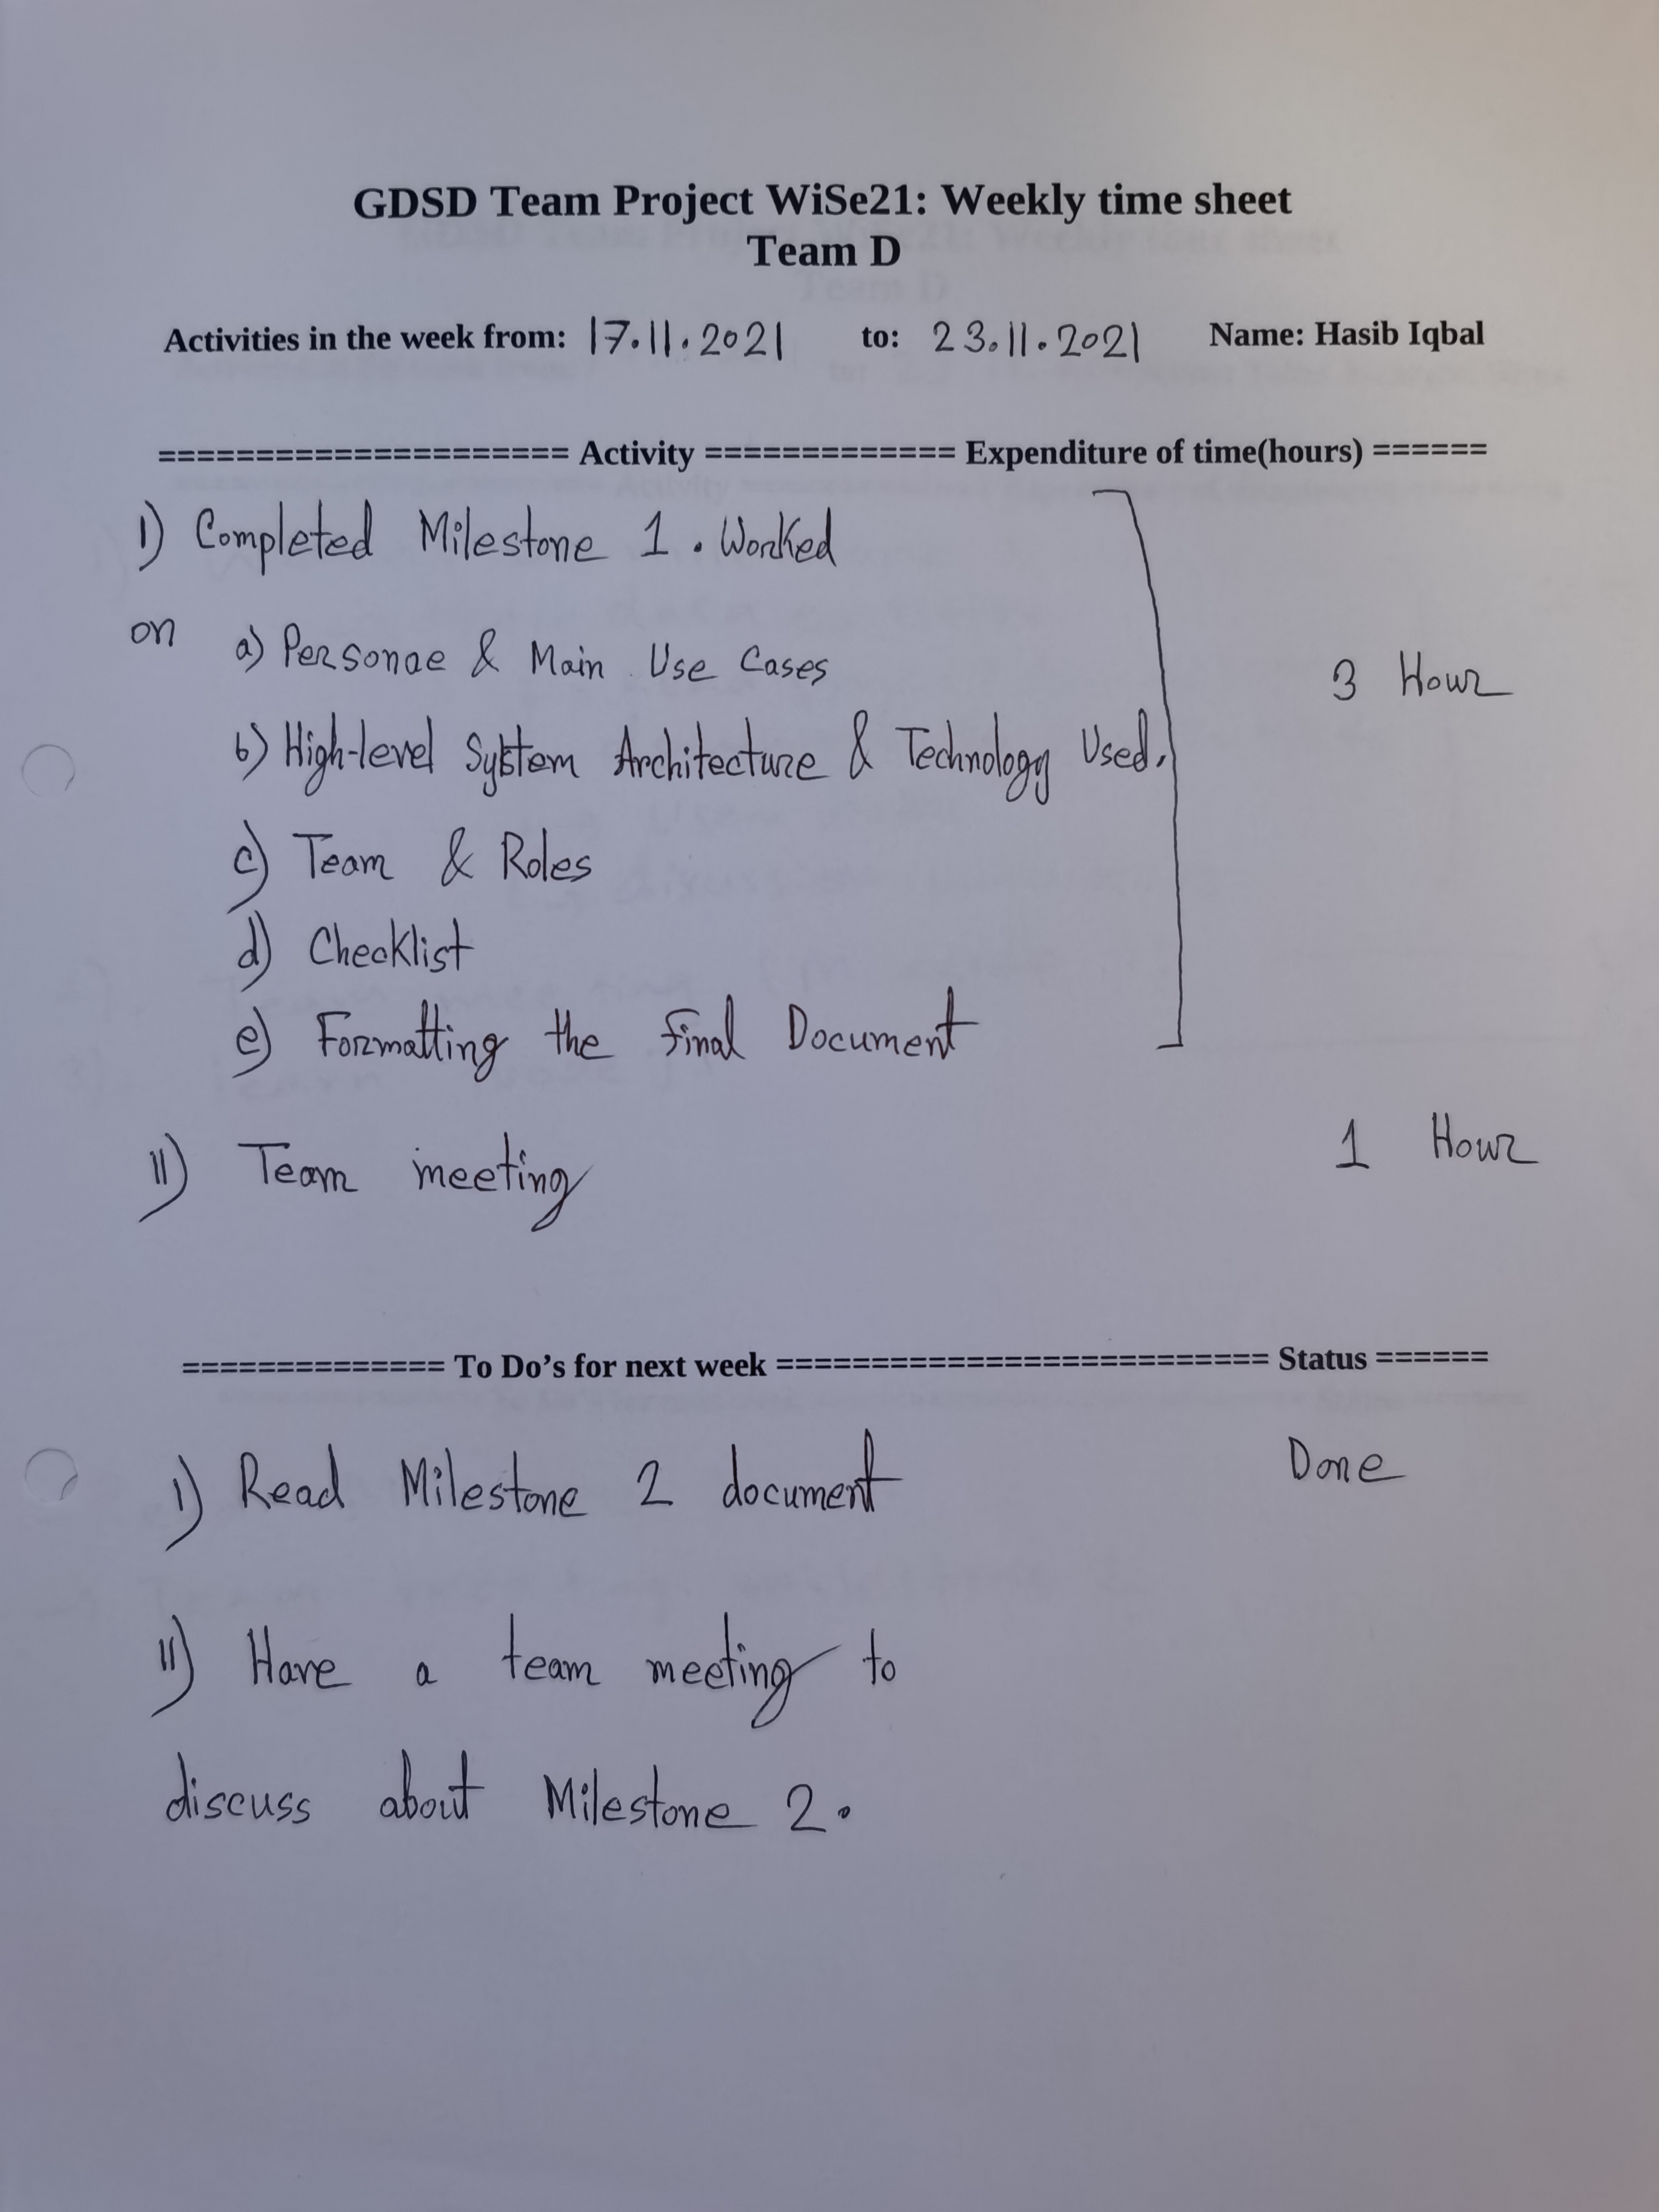 GDSD Team Project WiSe21: Weekly time sheet
Team D
Activities in the week from: 17.11.2021 to: 23.11.2021 Name: Hasib Iqbal
===================== Activity ============= Expenditure of time(hours) ======
I) Completed Milestone 1. Worked
on a) Personae & Main Use Cases 3 Hour
b) High-level System Architecture & Technology Used.
c) Team & Roles
d) Checklist
e) Formatting the final Document
II) Team meeting 1 Hour
============== To Do’s for next week ========================== Status ======
I) Read Milestone 2 document Done
II) Have a team meeting to
discuss about Milestone 2.